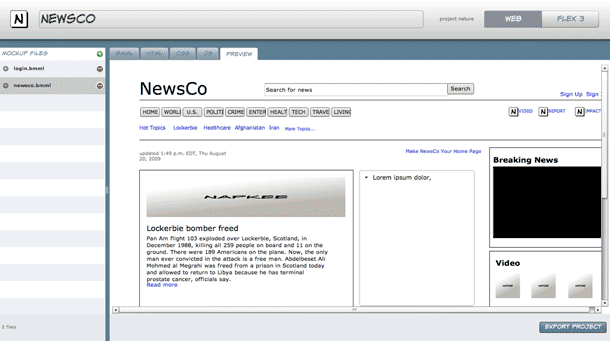 N NEWSCO project nature WEB FLEX 3
MOCKUP FILES BMML HTML CSS JS PREVIEW
login.bmml
newsco.bmml
NewsCo Search for news Search
Sign Up Sign
HOME WORL U.S. POLITI CRIME ENTER HEALT TECH TRAVE LIVING N VIDEO N REPORT N IMPACT
Hot Topics Lockerbie Healthcare Afghanistan Iran More Topics...
updated 1:49 p.m. EDT, Thu August
20, 2009
Make NewsCo Your Home Page
Breaking News
NAPKEE
Lorem ipsum dolor,
Lockerbie bomber freed
Pan Am flight 103 exploded over Lockerbie, Scotland, in
December 1988, killing all 259 people on board and 11 on the
ground. There were 189 Americans on the plane. Now, the only
man ever convicted in the attack is a free man. Abdelbeset Ali
Mohmed al Megrahi was freed from a prison in Scotland today
and allowed to return to Libya because he has terminal
prostate cancer, officials say.
Read more
Video
2 files
EXPORT PROJECT